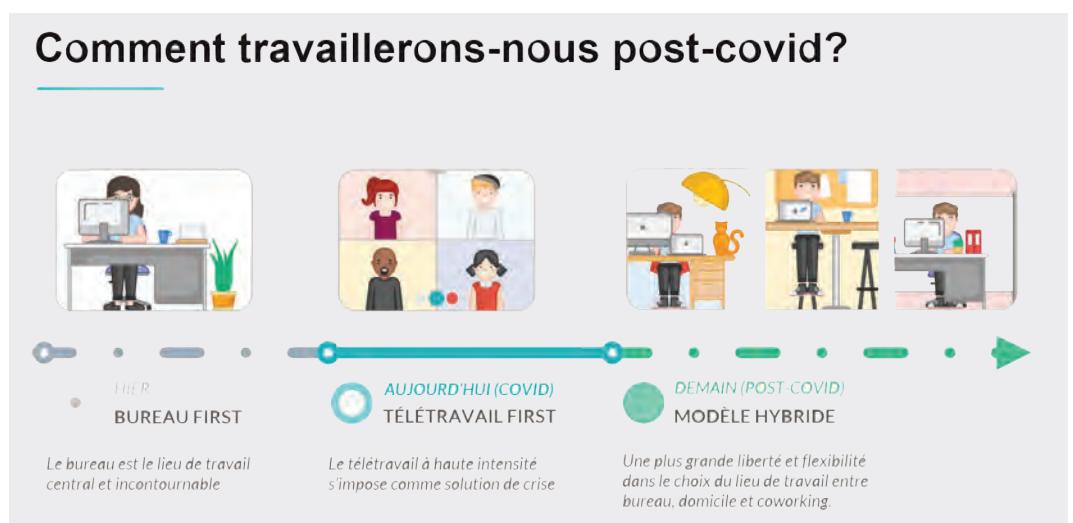 Comment travaillerons-nous post-covid?
HIER
BUREAU FIRST
Le bureau est le lieu de travail
central et incontournable
AUJOURD'HUI (COVID)
TÉLÉTRAVAIL FIRST
Le télétravail à haute intensité
s'impose comme solution de crise
DEMAIN (POST-COVID)
MODÈLE HYBRIDE
Une plus grande liberté et flexibilité
dans le choix du lieu de travail entre
bureau, domicile et coworking.